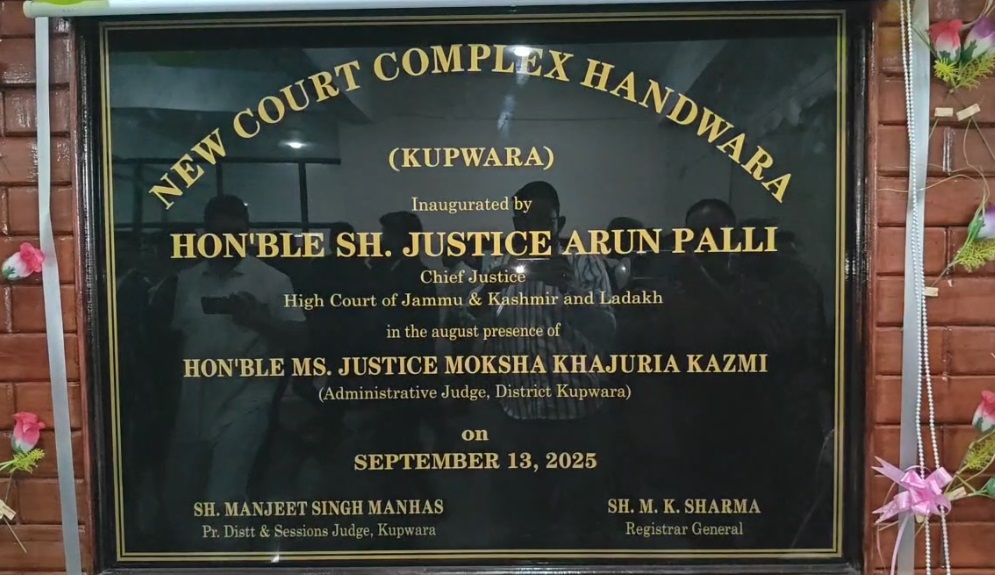 NEW COURT COMPLEX HANDWARA
(KUPWARA)
Inaugurated by
HON'BLE SH. JUSTICE ARUN PALLI
Chief Justice
High Court of Jammu & Kashmir and Ladakh
in the august presence of
HON'BLE MS. JUSTICE MOKSHA KHAJURIA KAZMI
(Administrative Judge, District Kupwara)
on
SEPTEMBER 13, 2025
SH. MANJEET SINGH MANHAS
Pr. Distt & Sessions Judge, Kupwara
SH. M. K. SHARMA
Registrar General